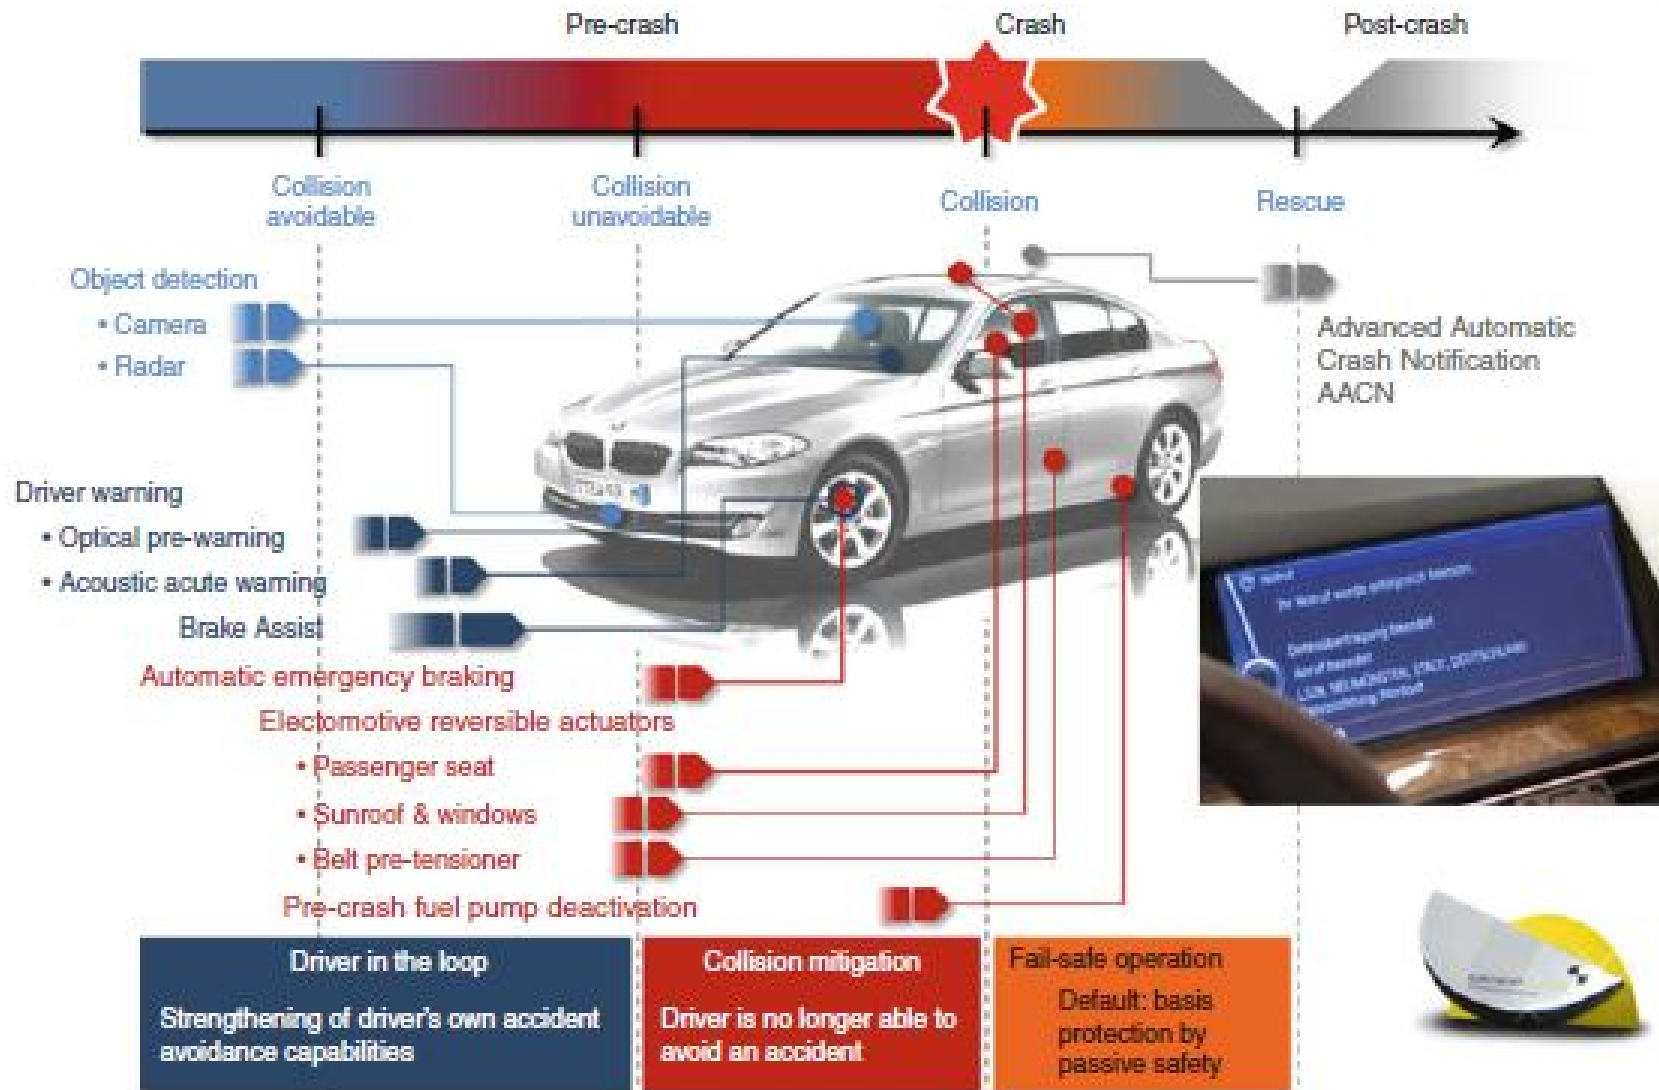 Pre-crash
Crash
Post-crash
Collision
avoidable
Collision
unavoidable
Collision
Rescue
Object detection
• Camera
• Radar
Advanced Automatic
Crash Notification
AACN
Driver warning
• Optical pre-warning
• Acoustic acute warning
Brake Assist
Automatic emergency braking
Electomotive reversible actuators
• Passenger seat
• Sunroof & windows
• Belt pre-tensioner
Pre-crash fuel pump deactivation
Driver in the loop
Strengthening of driver's own accident
avoidance capabilities
Collision mitigation
Driver is no longer able to
avoid an accident
Fail-safe operation
Default: basis
protection by
passive safety